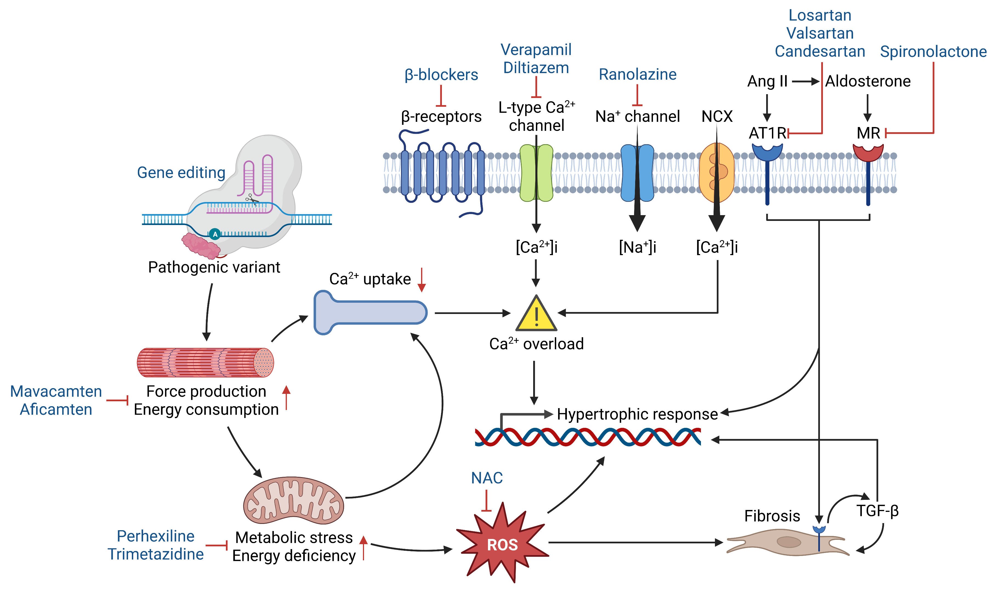 Losartan
Valsartan
Candesartan
Spironolactone
Verapamil
Diltiazem
β-blockers
Ranolazine
Ang II
Aldosterone
β-receptors
L-type Ca²⁺
channel
Na⁺ channel
NCX
AT1R
MR
Gene editing
A
Pathogenic variant
[Ca²⁺]i
[Na⁺]i
[Ca²⁺]i
Ca²⁺ uptake
!
Ca²⁺ overload
Mavacamten
Aficamten
Force production
Energy consumption
Hypertrophic response
NAC
ROS
Fibrosis
TGF-β
Perhexiline
Trimetazidine
Metabolic stress
Energy deficiency